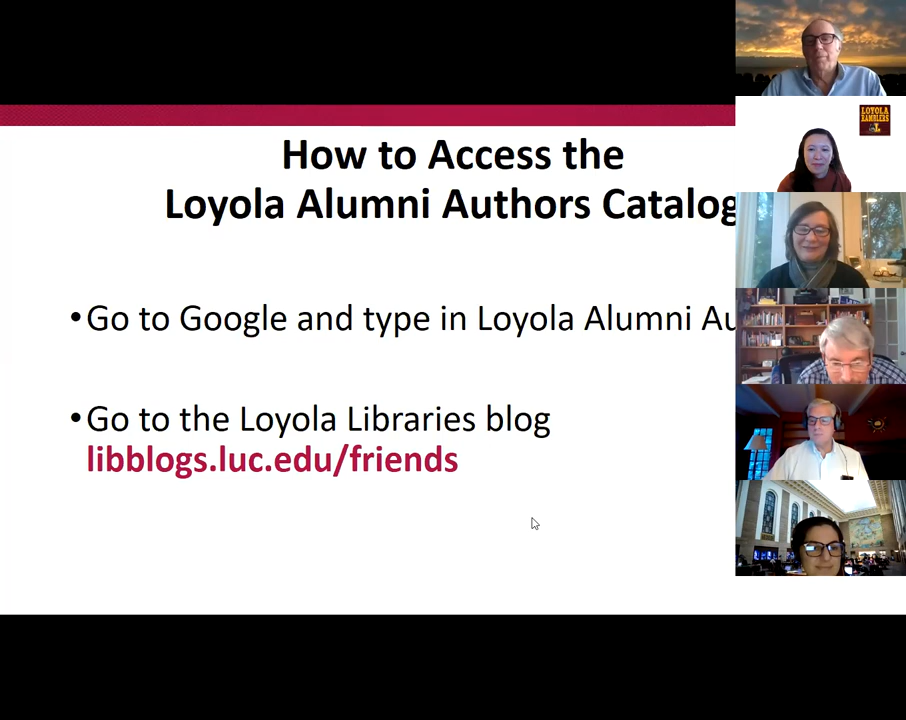 How to Access the
Loyola Alumni Authors Catalog
•Go to Google and type in Loyola Alumni Au
•Go to the Loyola Libraries blog
libblogs.luc.edu/friends
LOYOLA
RAMBLERS